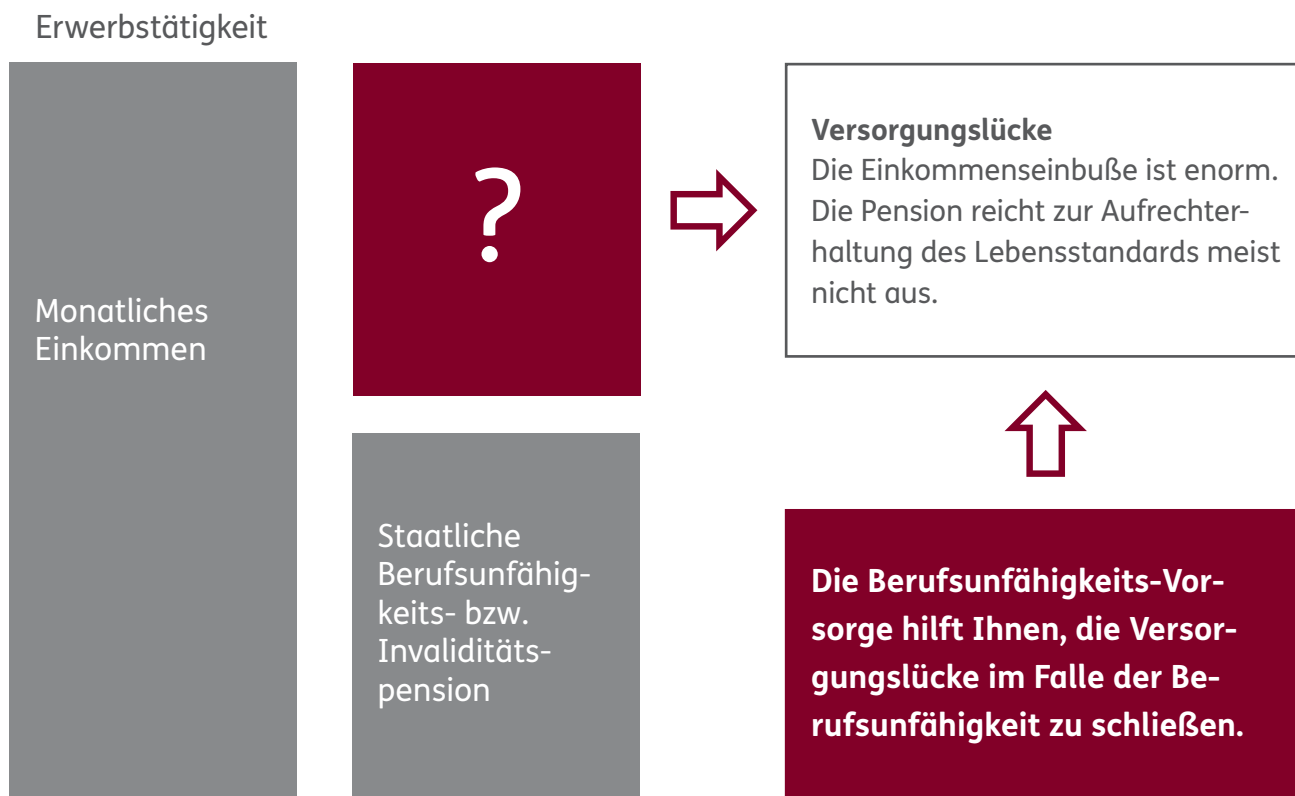 Erwerbstätigkeit
Monatliches
Einkommen
?
Staatliche
Berufsunfähig-
keits- bzw.
Invaliditäts-
pension
Versorgungslücke
Die Einkommenseinbuße ist enorm.
Die Pension reicht zur Aufrechter-
haltung des Lebensstandards meist
nicht aus.
Die Berufsunfähigkeits-Vor-
sorge hilft Ihnen, die Versor-
gungslücke im Falle der Be-
rufsunfähigkeit zu schließen.